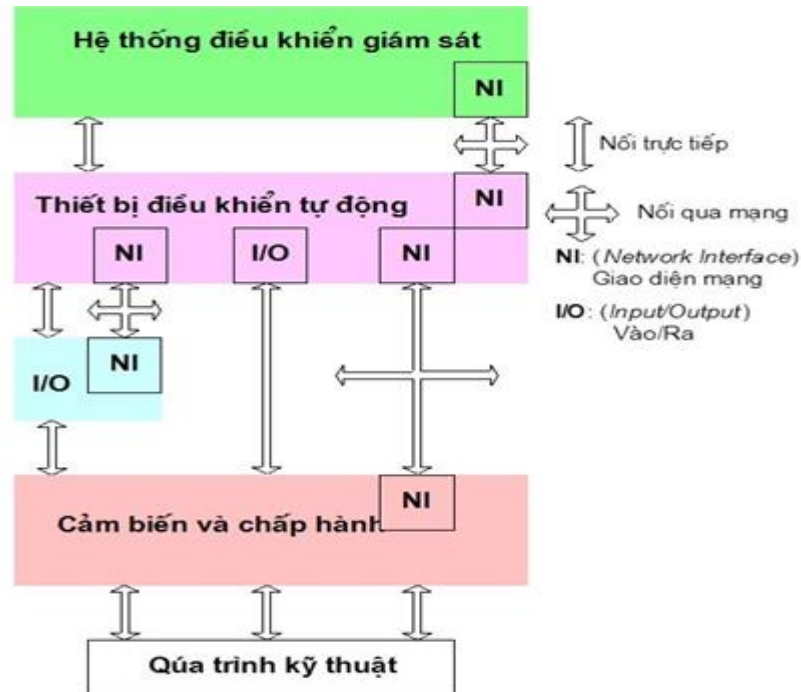 Hệ thống điều khiển giám sát
NI
Nối trực tiếp
Thiết bị điều khiển tự động
NI
Nối qua mạng
NI
I/O
NI
NI: (Network Interface)
Giao diện mạng
I/O: (Input/Output)
Vào/Ra
NI
I/O
NI
Cảm biến và chấp hành
Qúa trình kỹ thuật